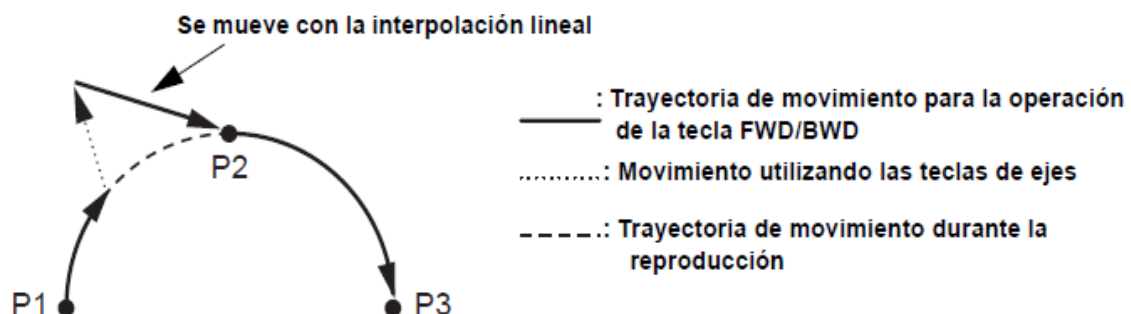 Se mueve con la interpolación lineal
: Trayectoria de movimiento para la operación
de la tecla FWD/BWD
P2
: Movimiento utilizando las teclas de ejes
: Trayectoria de movimiento durante la
reproducción
P1
P3